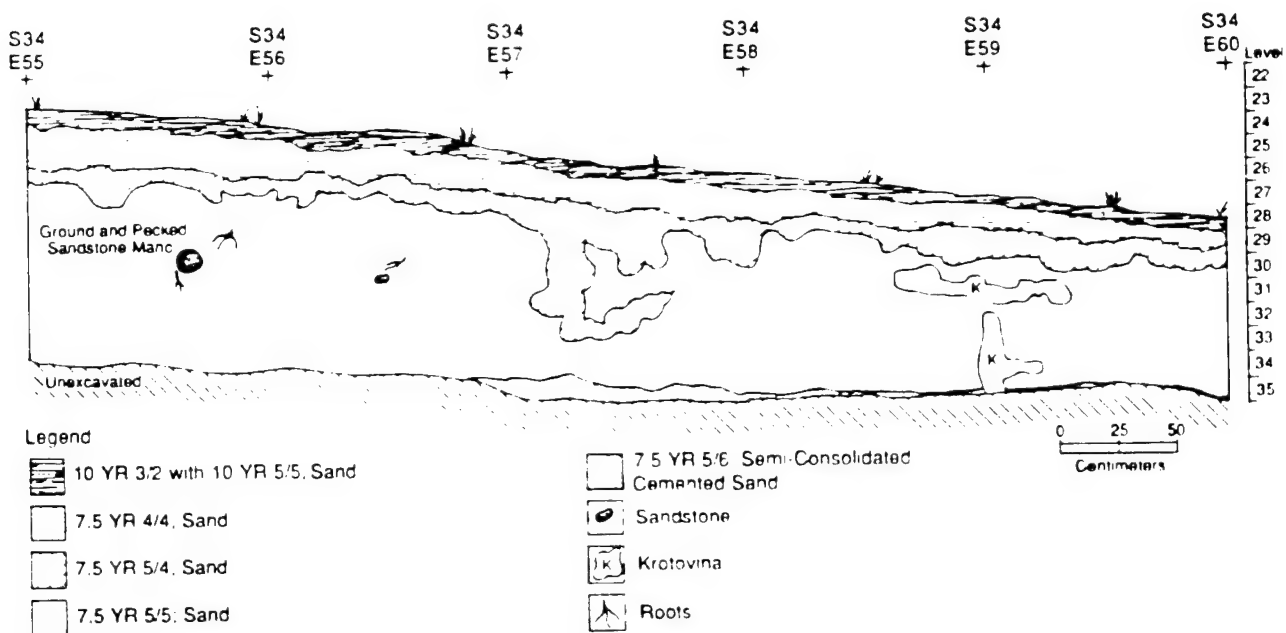 S34 S34 S34 S34 S34 S34
E55 E56 E57 E58 E59 E60
Level
22
23
24
25
26
27
28
29
30
31
32
33
34
35
Ground and Pecked
Sandstone Mano
K
K
Unexcavated
0 25 50
Centimeters
Legend
10 YR 3/2 with 10 YR 5/5, Sand
7.5 YR 4/4, Sand
7.5 YR 5/4, Sand
7.5 YR 5/5; Sand
7.5 YR 5/6 Semi-Consolidated
Cemented Sand
Sandstone
K
Krotovina
Roots